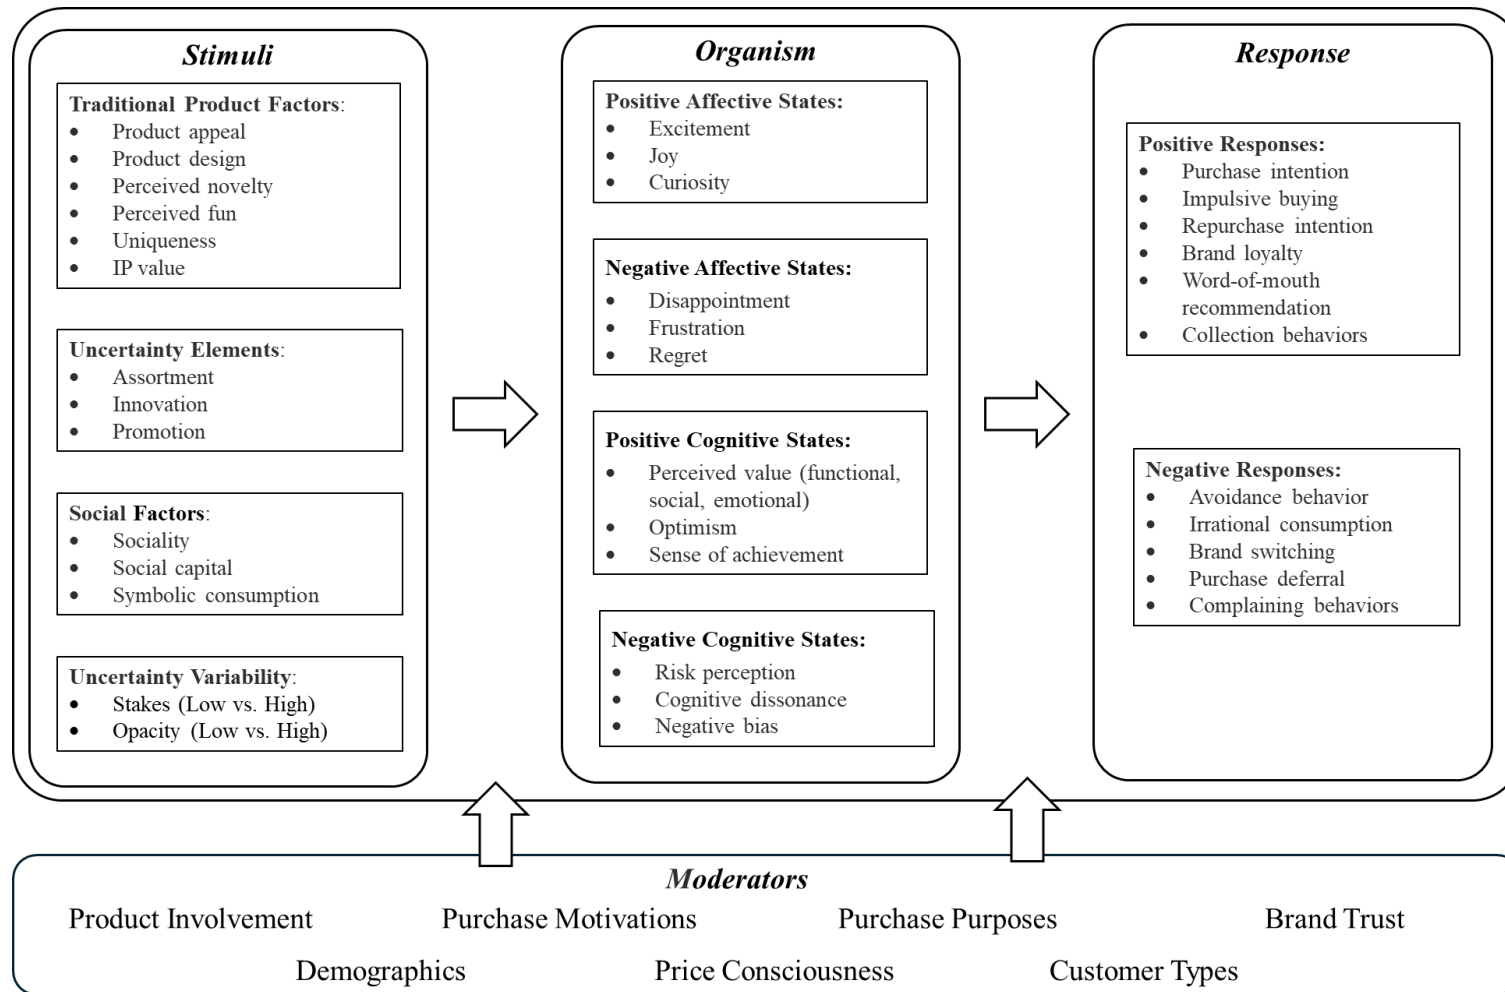 Stimuli
Traditional Product Factors:
• Product appeal
• Product design
• Perceived novelty
• Perceived fun
• Uniqueness
• IP value
Uncertainty Elements:
• Assortment
• Innovation
• Promotion
Social Factors:
• Sociality
• Social capital
• Symbolic consumption
Uncertainty Variability:
• Stakes (Low vs. High)
• Opacity (Low vs. High)
Organism
Positive Affective States:
• Excitement
• Joy
• Curiosity
Negative Affective States:
• Disappointment
• Frustration
• Regret
Positive Cognitive States:
• Perceived value (functional,
social, emotional)
• Optimism
• Sense of achievement
Negative Cognitive States:
• Risk perception
• Cognitive dissonance
• Negative bias
Response
Positive Responses:
• Purchase intention
• Impulsive buying
• Repurchase intention
• Brand loyalty
• Word-of-mouth
recommendation
• Collection behaviors
Negative Responses:
• Avoidance behavior
• Irrational consumption
• Brand switching
• Purchase deferral
• Complaining behaviors
Moderators
Product Involvement Purchase Motivations Purchase Purposes Brand Trust
Demographics Price Consciousness Customer Types